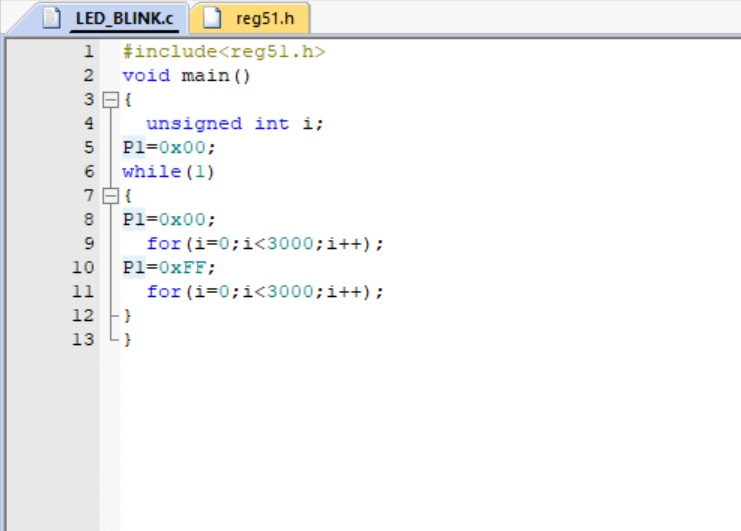 LED_BLINK.c reg51.h
1 #include<reg51.h>
2 void main()
3 {
4 unsigned int i;
5 P1=0x00;
6 while(1)
7 {
8 P1=0x00;
9 for(i=0;i<3000;i++);
10 P1=0xFF;
11 for(i=0;i<3000;i++);
12 }
13 }